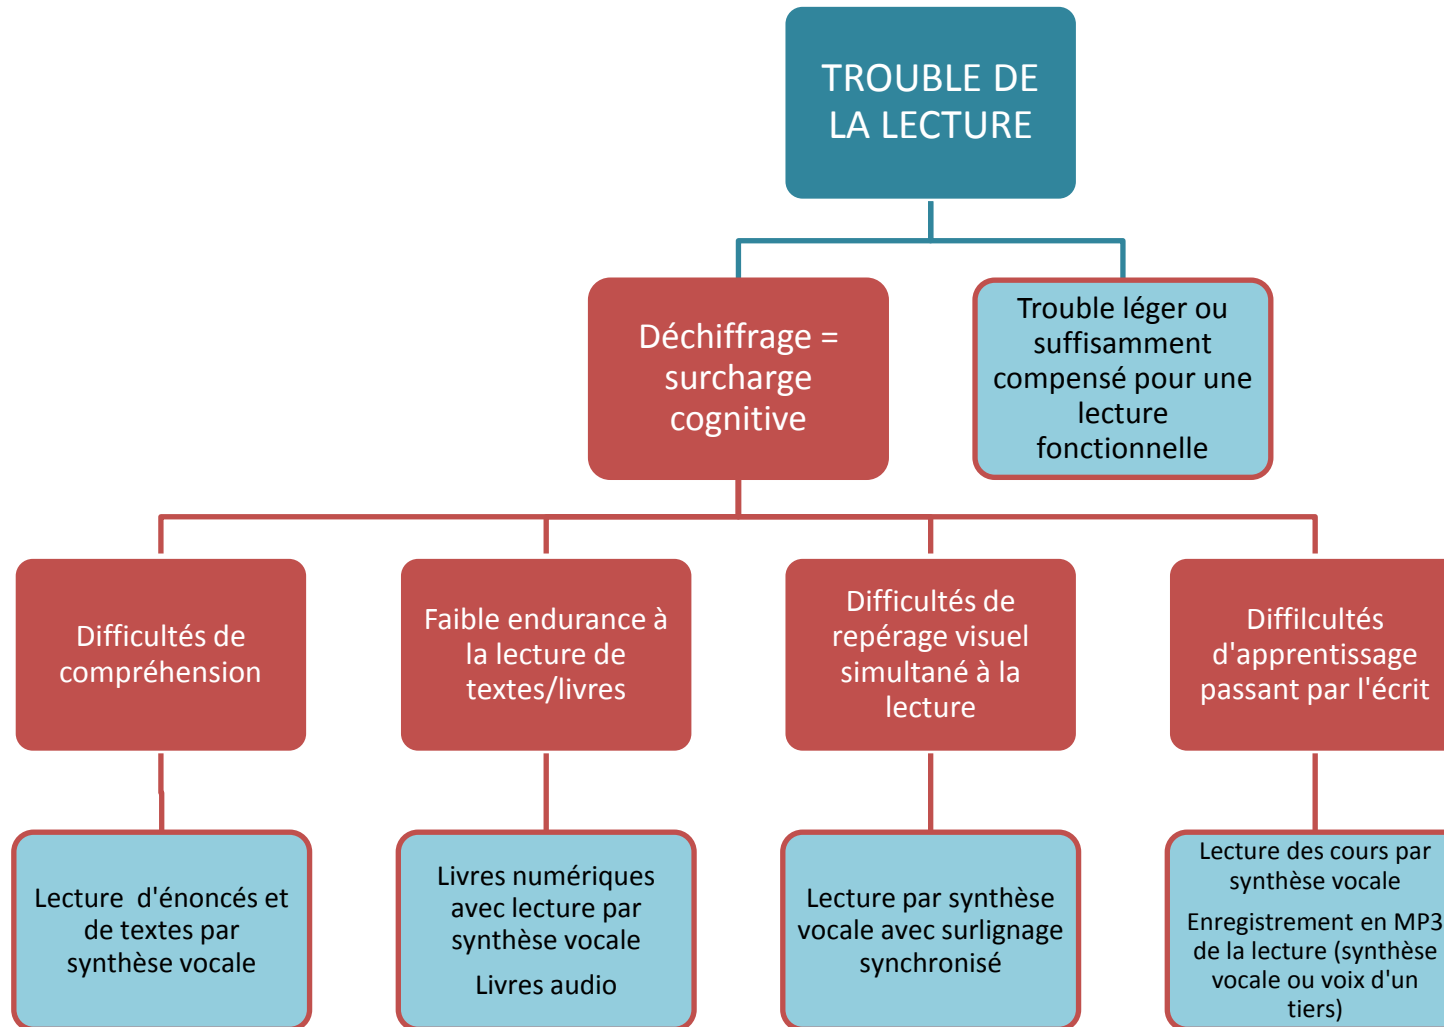 TROUBLE DE
LA LECTURE
Déchiffrage =
surcharge
cognitive
Trouble léger ou
suffisamment
compensé pour une
lecture
fonctionnelle
Difficultés de
compréhension
Faible endurance à
la lecture de
textes/livres
Difficultés de
repérage visuel
simultané à la
lecture
Diffilcultés
d'apprentissage
passant par l'écrit
Lecture d'énoncés et
de textes par
synthèse vocale
Livres numériques
avec lecture par
synthèse vocale
Livres audio
Lecture par synthèse
vocale avec surlignage
synchronisé
Lecture des cours par
synthèse vocale
Enregistrement en MP3
de la lecture (synthèse
vocale ou voix d'un
tiers)